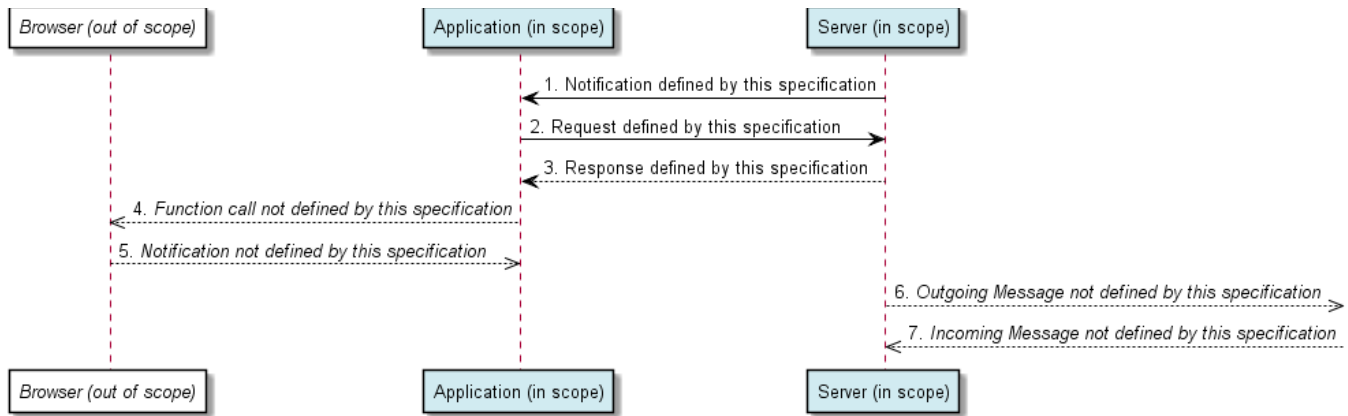 Browser (out of scope)
Application (in scope)
Server (in scope)
1. Notification defined by this specification
2. Request defined by this specification
3. Response defined by this specification
4. Function call not defined by this specification
5. Notification not defined by this specification
6. Outgoing Message not defined by this specification
7. Incoming Message not defined by this specification
Browser (out of scope)
Application (in scope)
Server (in scope)